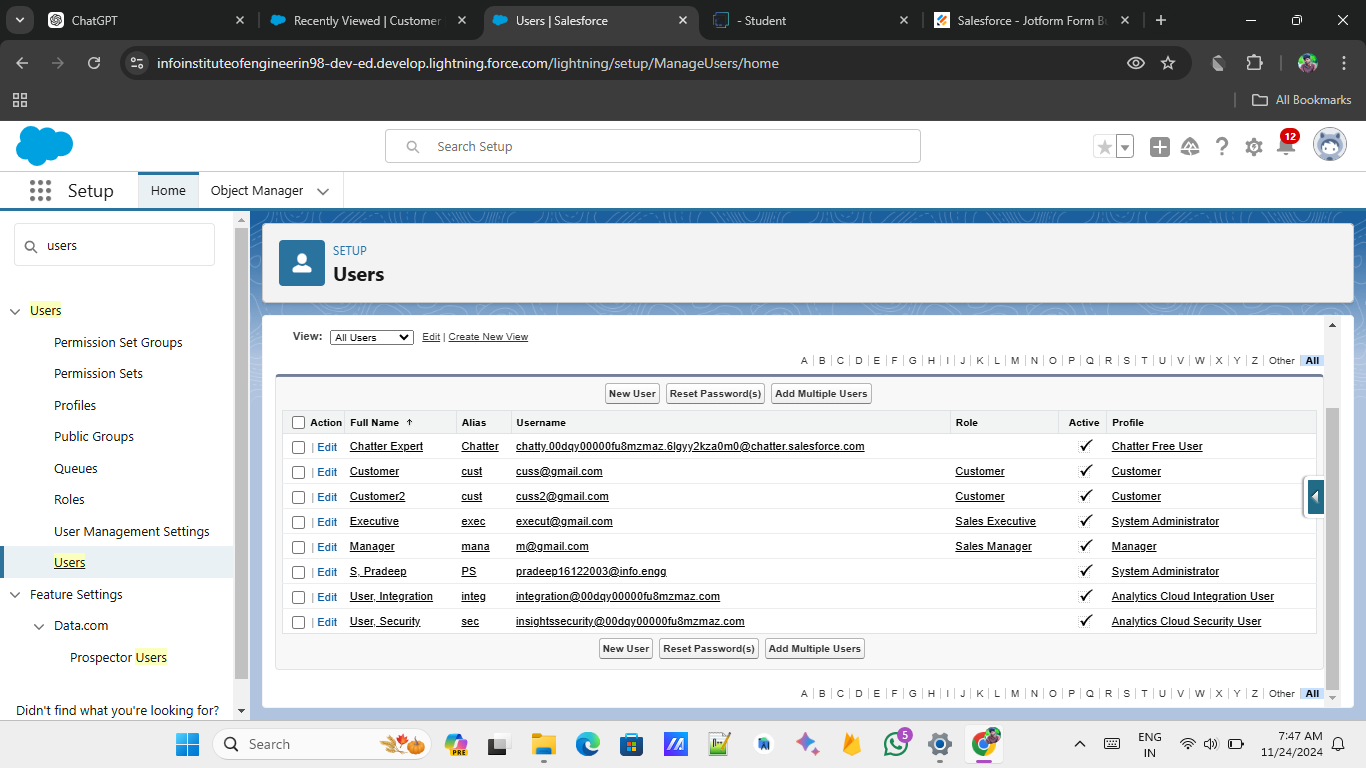 ChatGPT
Recently Viewed | Customer
Users | Salesforce
- Student
Salesforce - Jotform Form Bu
infoinstituteofengineerin98-dev-ed.develop.lightning.force.com/lightning/setup/ManageUsers/home
All Bookmarks
Search Setup
12
Setup
Home
Object Manager
users
SETUP
Users
Users
Permission Set Groups
Permission Sets
Profiles
Public Groups
Queues
Roles
User Management Settings
Users
Feature Settings
Data.com
Prospector Users
Didn't find what you're looking for?
View: All Users Edit | Create New View
A | B | C | D | E | F | G | H | I | J | K | L | M | N | O | P | Q | R | S | T | U | V | W | X | Y | Z | Other | All
New User Reset Password(s) Add Multiple Users
Action Full Name ↑ Alias Username Role Active Profile
| Edit Chatter Expert Chatter chatty.00dqy00000fu8mzmaz.6lgyy2kza0m0@chatter.salesforce.com ✓ Chatter Free User
| Edit Customer cust cuss@gmail.com Customer ✓ Customer
| Edit Customer2 cust cuss2@gmail.com Customer ✓ Customer
| Edit Executive exec execut@gmail.com Sales Executive ✓ System Administrator
| Edit Manager mana m@gmail.com Sales Manager ✓ Manager
| Edit S, Pradeep PS pradeep16122003@info.engg ✓ System Administrator
| Edit User, Integration integ integration@00dqy00000fu8mzmaz.com ✓ Analytics Cloud Integration User
| Edit User, Security sec insightssecurity@00dqy00000fu8mzmaz.com ✓ Analytics Cloud Security User
New User Reset Password(s) Add Multiple Users
A | B | C | D | E | F | G | H | I | J | K | L | M | N | O | P | Q | R | S | T | U | V | W | X | Y | Z | Other | All
Search
PRE
5
ENG
IN
7:47 AM
11/24/2024